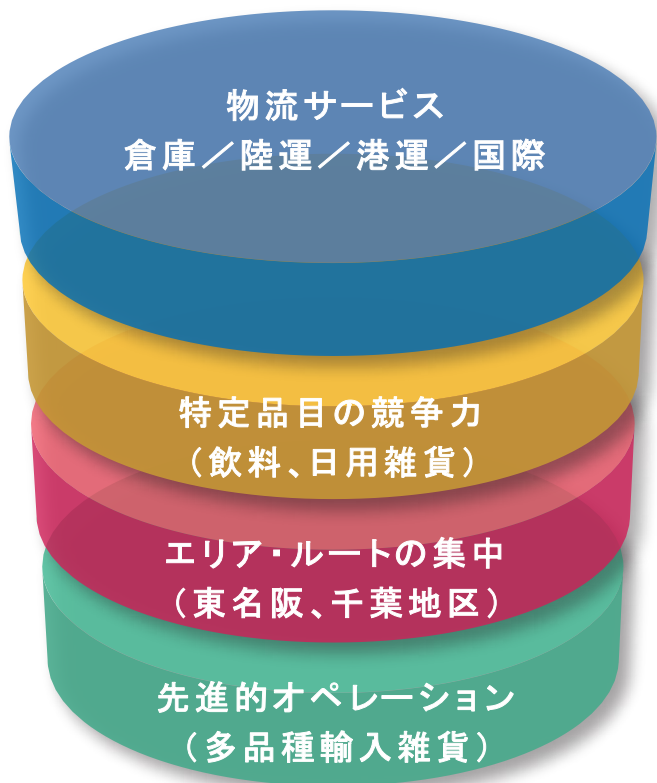 物流サービス
倉庫／陸運／港運／国際
特定品目の競争力
（飲料、日用雑貨）
エリア・ルートの集中
（東名阪、千葉地区）
先進的オペレーション
（多品種輸入雑貨）